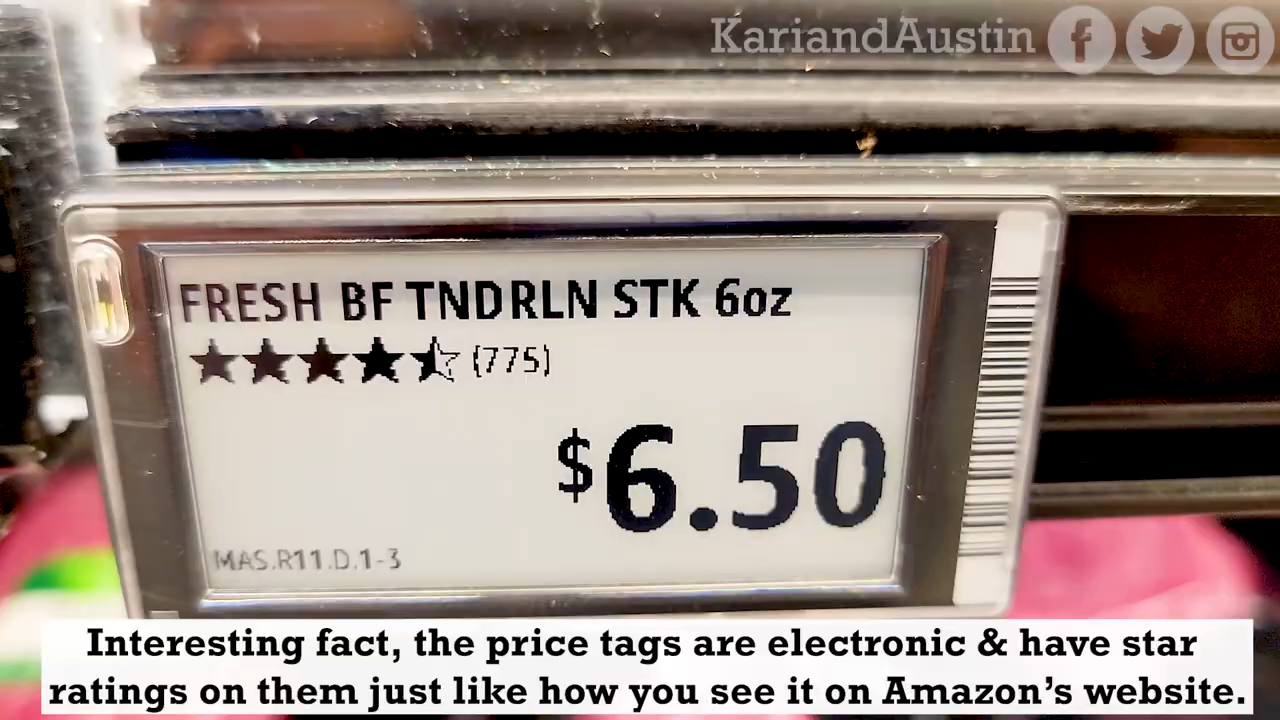 KariandAustin
FRESH BF TNDRLN STK 6oz
(775)
$6.50
MAS.R11.D.1-3
Interesting fact, the price tags are electronic & have star
ratings on them just like how you see it on Amazon's website.